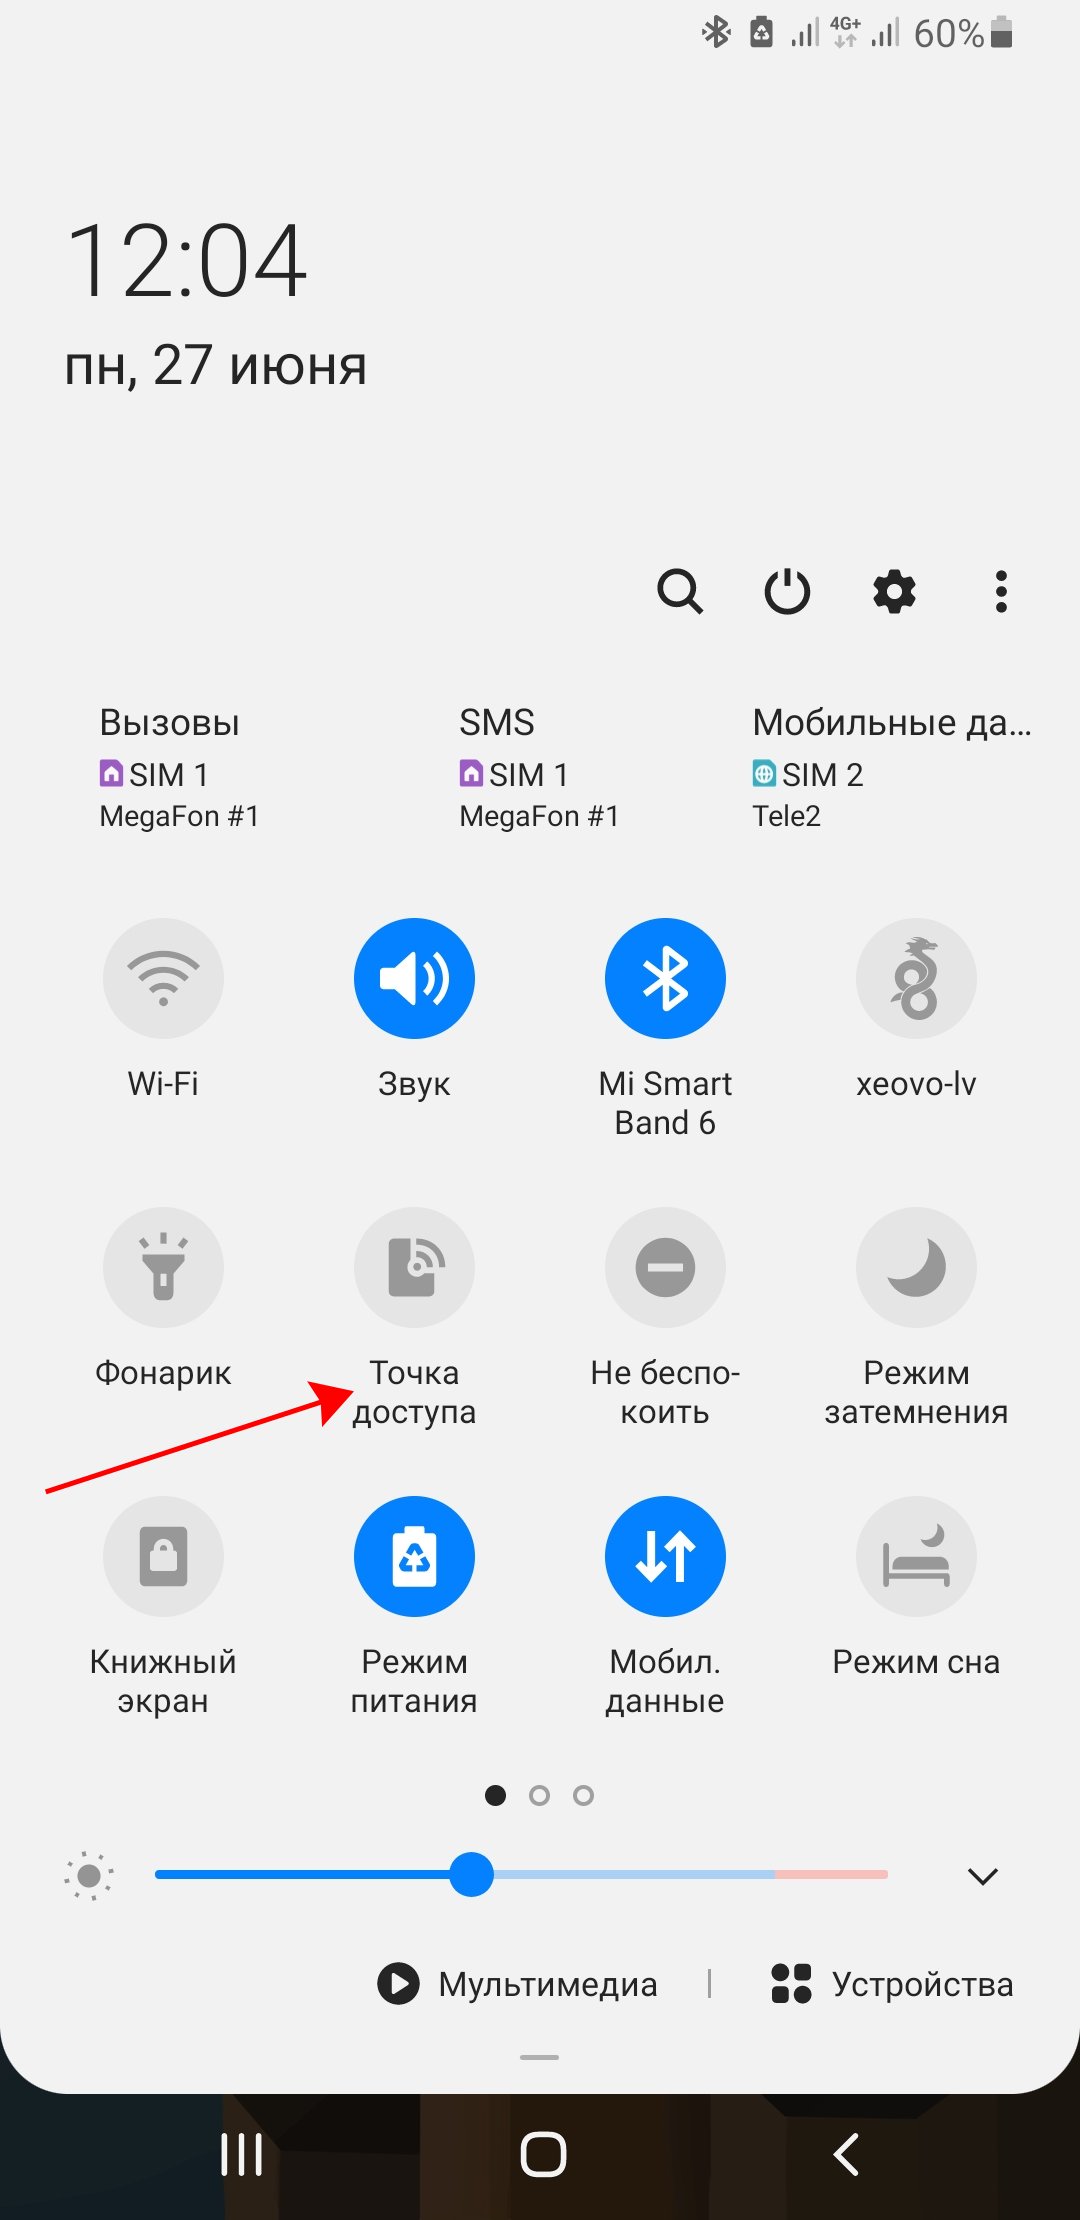 4G+ 60%
12:04
пн, 27 июня
Вызовы SMS Мобильные да...
SIM 1 SIM 1 SIM 2
MegaFon #1 MegaFon #1 Tele2
Wi-Fi Звук Mi Smart xeovo-lv
Band 6
Фонарик Точка Не беспо- Режим
доступа коить затемнения
Книжный Режим Мобил. Режим сна
экран питания данные
Мультимедиа | Устройства